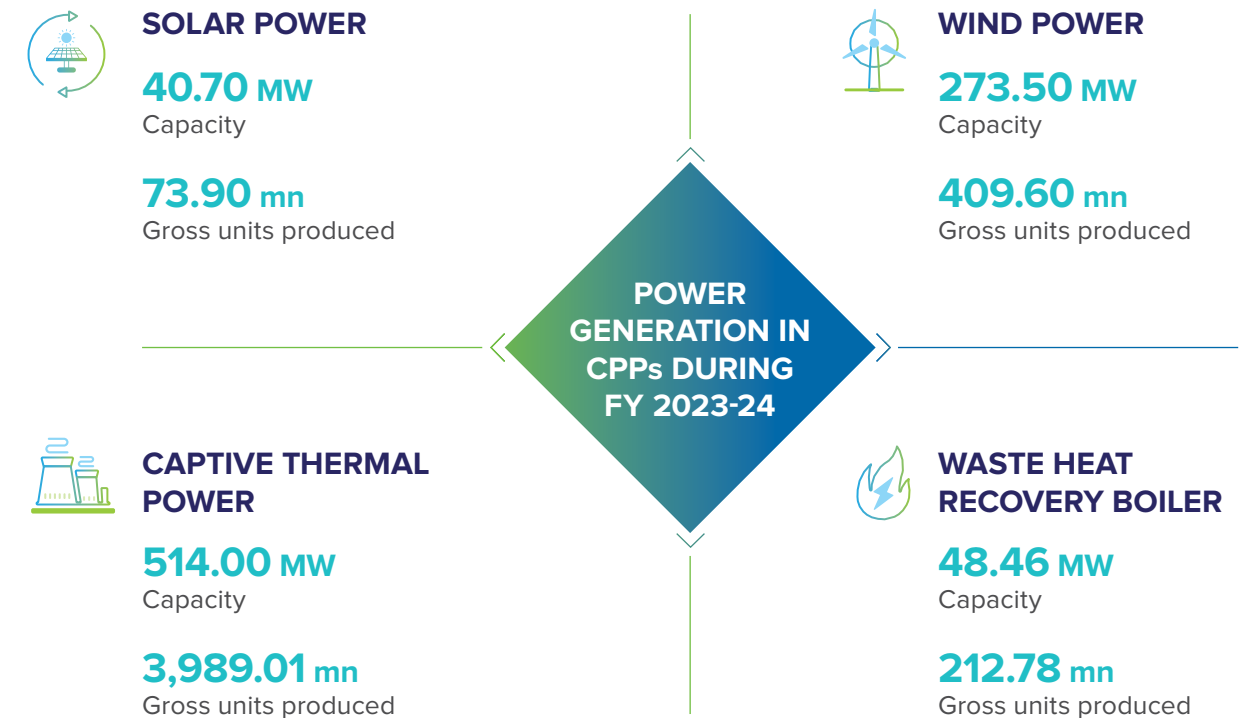 SOLAR POWER
40.70 MW
Capacity
73.90 mn
Gross units produced
WIND POWER
273.50 MW
Capacity
409.60 mn
Gross units produced
POWER
GENERATION IN
CPPs DURING
FY 2023-24
CAPTIVE THERMAL
POWER
514.00 MW
Capacity
3,989.01 mn
Gross units produced
WASTE HEAT
RECOVERY BOILER
48.46 MW
Capacity
212.78 mn
Gross units produced